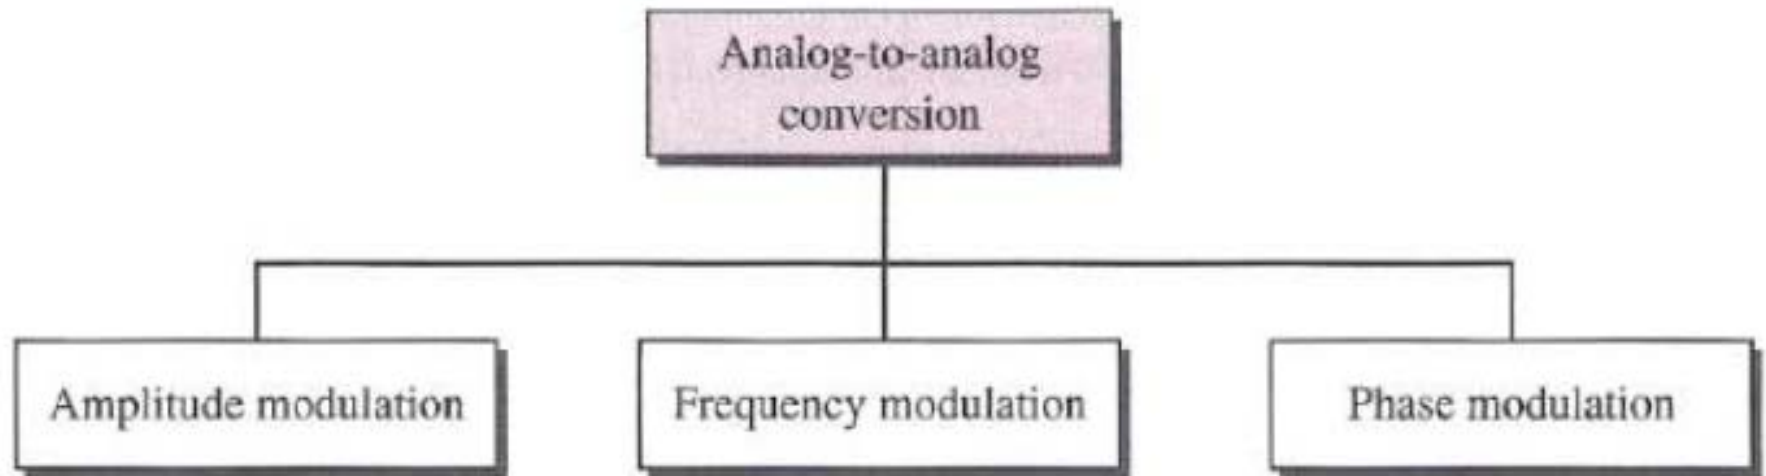 Analog-to-analog
conversion
Amplitude modulation
Frequency modulation
Phase modulation